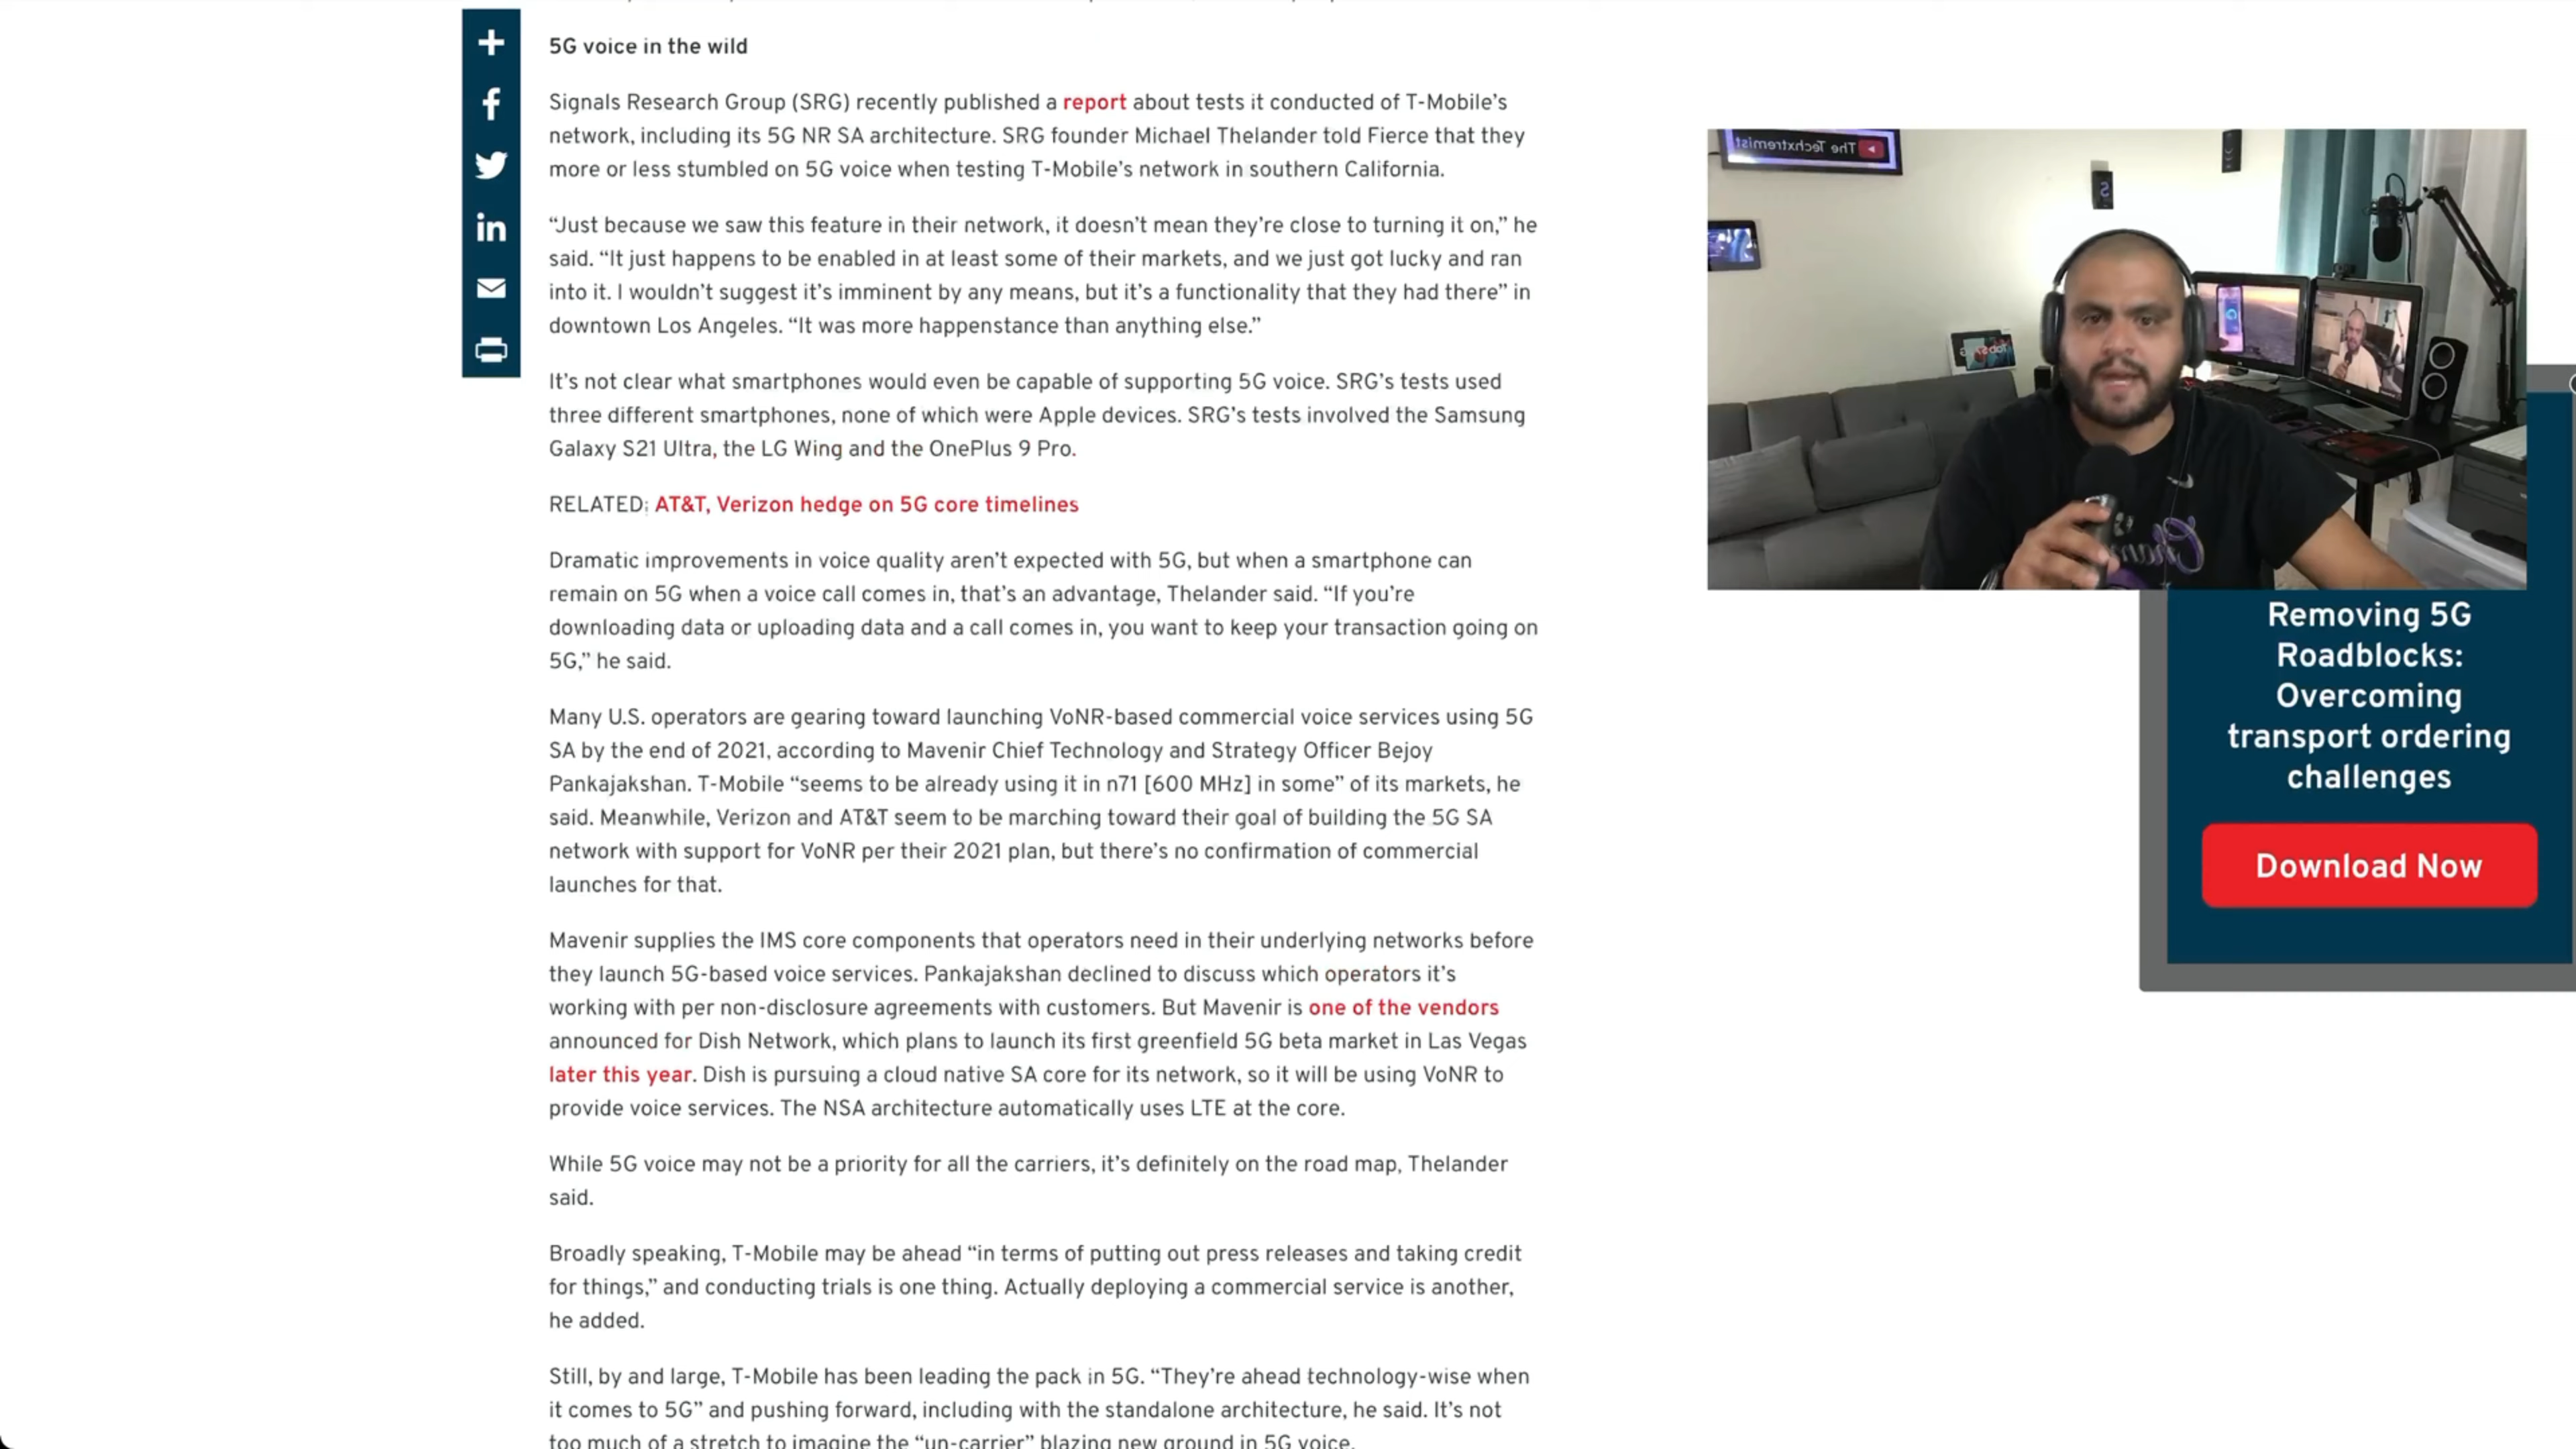 5G voice in the wild
Signals Research Group (SRG) recently published a report about tests it conducted of T-Mobile’s
network, including its 5G NR SA architecture. SRG founder Michael Thelander told Fierce that they
more or less stumbled on 5G voice when testing T-Mobile’s network in southern California.
“Just because we saw this feature in their network, it doesn’t mean they’re close to turning it on,” he
said. “It just happens to be enabled in at least some of their markets, and we just got lucky and ran
into it. I wouldn’t suggest it’s imminent by any means, but it’s a functionality that they had there” in
downtown Los Angeles. “It was more happenstance than anything else.”
It’s not clear what smartphones would even be capable of supporting 5G voice. SRG’s tests used
three different smartphones, none of which were Apple devices. SRG’s tests involved the Samsung
Galaxy S21 Ultra, the LG Wing and the OnePlus 9 Pro.
RELATED: AT&T, Verizon hedge on 5G core timelines
Dramatic improvements in voice quality aren’t expected with 5G, but when a smartphone can
remain on 5G when a voice call comes in, that’s an advantage, Thelander said. “If you’re
downloading data or uploading data and a call comes in, you want to keep your transaction going on
5G,” he said.
Many U.S. operators are gearing toward launching VoNR-based commercial voice services using 5G
SA by the end of 2021, according to Mavenir Chief Technology and Strategy Officer Bejoy
Pankajakshan. T-Mobile “seems to be already using it in n71 [600 MHz] in some” of its markets, he
said. Meanwhile, Verizon and AT&T seem to be marching toward their goal of building the 5G SA
network with support for VoNR per their 2021 plan, but there’s no confirmation of commercial
launches for that.
Mavenir supplies the IMS core components that operators need in their underlying networks before
they launch 5G-based voice services. Pankajakshan declined to discuss which operators it’s
working with per non-disclosure agreements with customers. But Mavenir is one of the vendors
announced for Dish Network, which plans to launch its first greenfield 5G beta market in Las Vegas
later this year. Dish is pursuing a cloud native SA core for its network, so it will be using VoNR to
provide voice services. The NSA architecture automatically uses LTE at the core.
While 5G voice may not be a priority for all the carriers, it’s definitely on the road map, Thelander
said.
Broadly speaking, T-Mobile may be ahead “in terms of putting out press releases and taking credit
for things,” and conducting trials is one thing. Actually deploying a commercial service is another,
he added.
Still, by and large, T-Mobile has been leading the pack in 5G. “They’re ahead technology-wise when
it comes to 5G” and pushing forward, including with the standalone architecture, he said. It’s not
too much of a stretch to imagine the “un-carrier” blazing new ground in 5G voice.
The Techxtremist
Removing 5G
Roadblocks:
Overcoming
transport ordering
challenges
Download Now